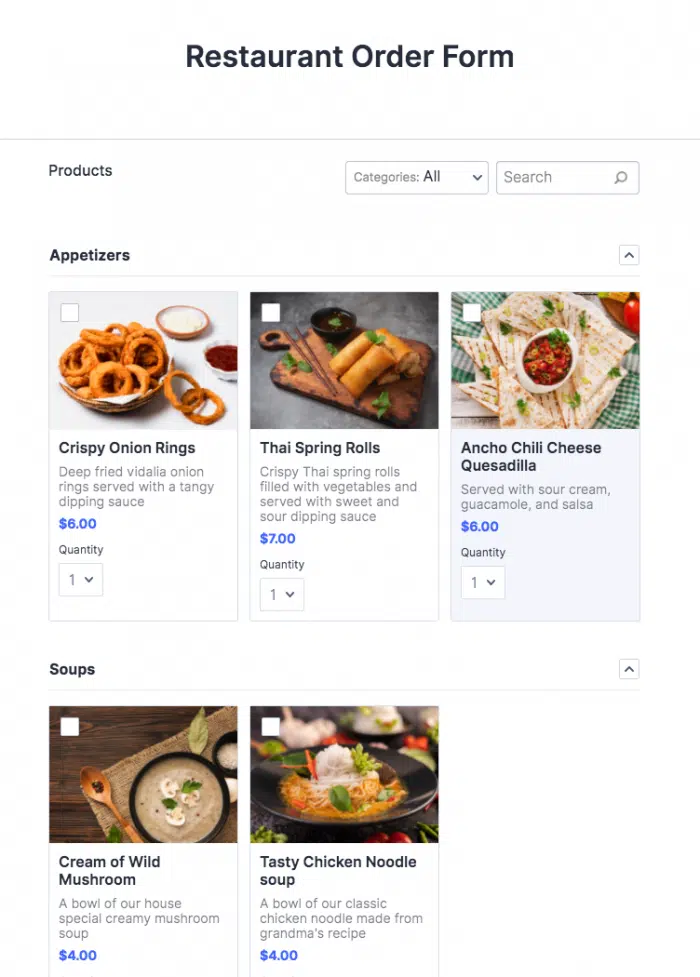 Restaurant Order Form
Products
Categories: All
Search
Appetizers
Crispy Onion Rings
Deep fried vidalia onion
rings served with a tangy
dipping sauce
$6.00
Quantity
1
Thai Spring Rolls
Crispy Thai spring rolls
filled with vegetables and
served with sweet and
sour dipping sauce
$7.00
Quantity
1
Ancho Chili Cheese
Quesadilla
Served with sour cream,
guacamole, and salsa
$6.00
Quantity
1
Soups
Cream of Wild
Mushroom
A bowl of our house
special creamy mushroom
soup
$4.00
Tasty Chicken Noodle
soup
A bowl of our classic
chicken noodle made from
grandma's recipe
$4.00